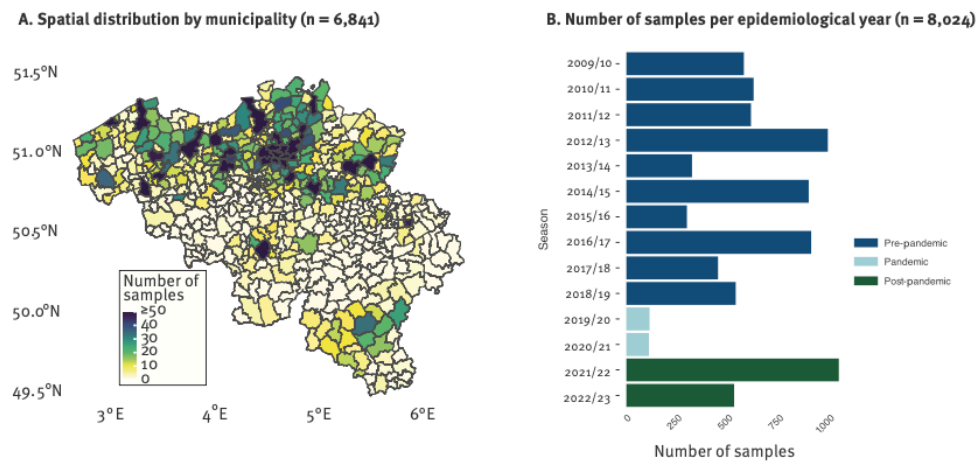 A. Spatial distribution by municipality (n = 6,841)
51.5°N
51.0°N
50.5°N
50.0°N
49.5°N
3°E
4°E
5°E
6°E
Number of
samples
≥50
40
30
20
10
0
B. Number of samples per epidemiological year (n = 8,024)
Season
2009/10
2010/11
2011/12
2012/13
2013/14
2014/15
2015/16
2016/17
2017/18
2018/19
2019/20
2020/21
2021/22
2022/23
0
250
500
750
1000
Number of samples
Pre-pandemic
Pandemic
Post-pandemic